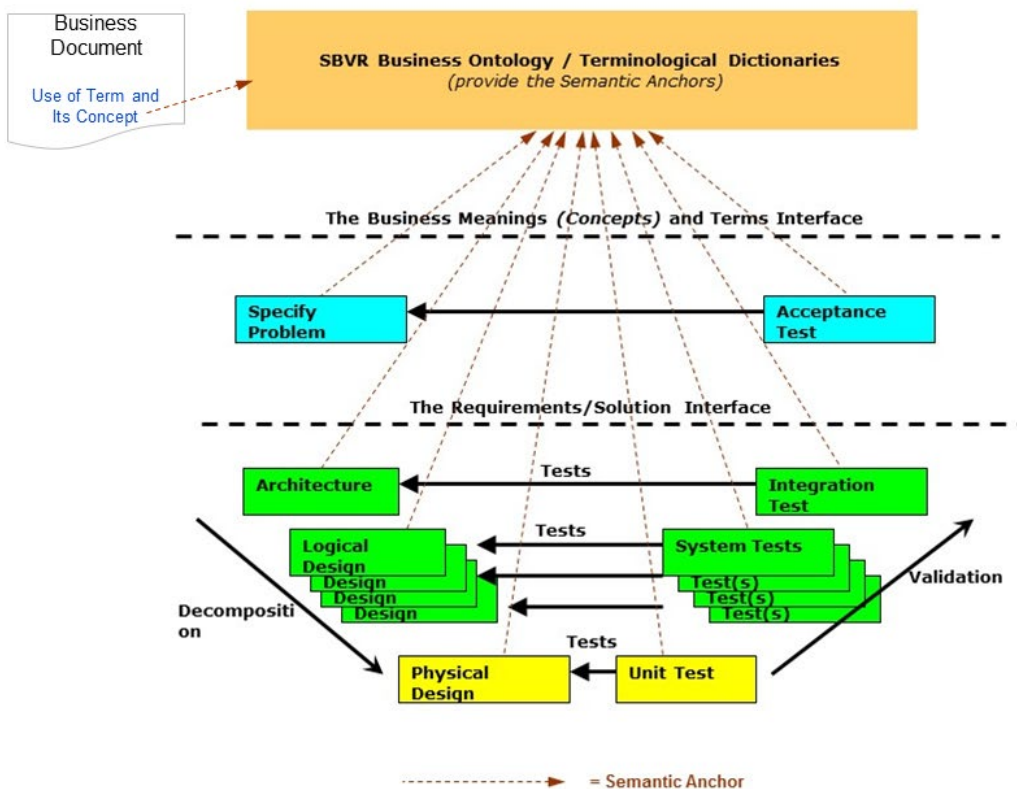 Business
Document
Use of Term and
Its Concept
SBVR Business Ontology / Terminological Dictionaries
(provide the Semantic Anchors)
The Business Meanings (Concepts) and Terms Interface
Specify
Problem
Acceptance
Test
The Requirements/Solution Interface
Architecture
Tests
Integration
Test
Logical
Design
Design
Design
Design
Tests
System Tests
Test(s)
Test(s)
Test(s)
Decompositi
on
Validation
Tests
Physical
Design
Unit Test
= Semantic Anchor